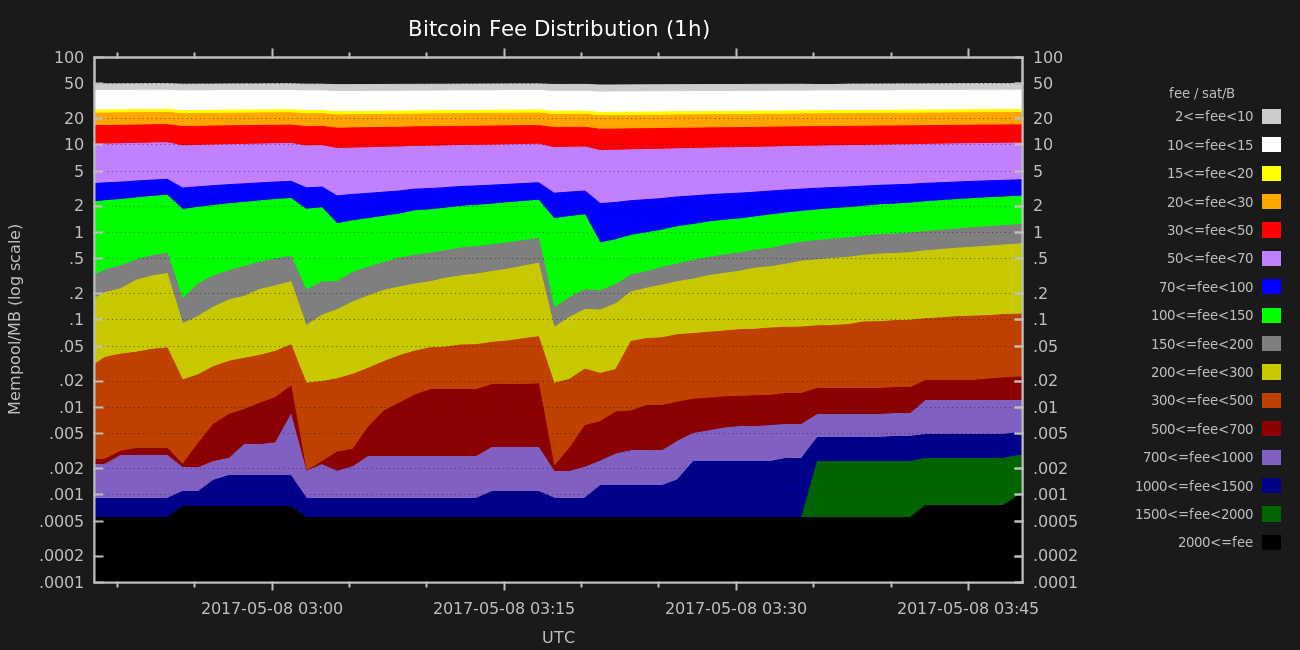 Bitcoin Fee Distribution (1h)
Mempool/MB (log scale)
100
50
20
10
5
2
1
.5
.2
.1
.05
.02
.01
.005
.002
.001
.0005
.0002
.0001
100
50
20
10
5
2
1
.5
.2
.1
.05
.02
.01
.005
.002
.001
.0005
.0002
.0001
2017-05-08 03:00
2017-05-08 03:15
2017-05-08 03:30
2017-05-08 03:45
UTC
fee / sat/B
2<=fee<10
10<=fee<15
15<=fee<20
20<=fee<30
30<=fee<50
50<=fee<70
70<=fee<100
100<=fee<150
150<=fee<200
200<=fee<300
300<=fee<500
500<=fee<700
700<=fee<1000
1000<=fee<1500
1500<=fee<2000
2000<=fee